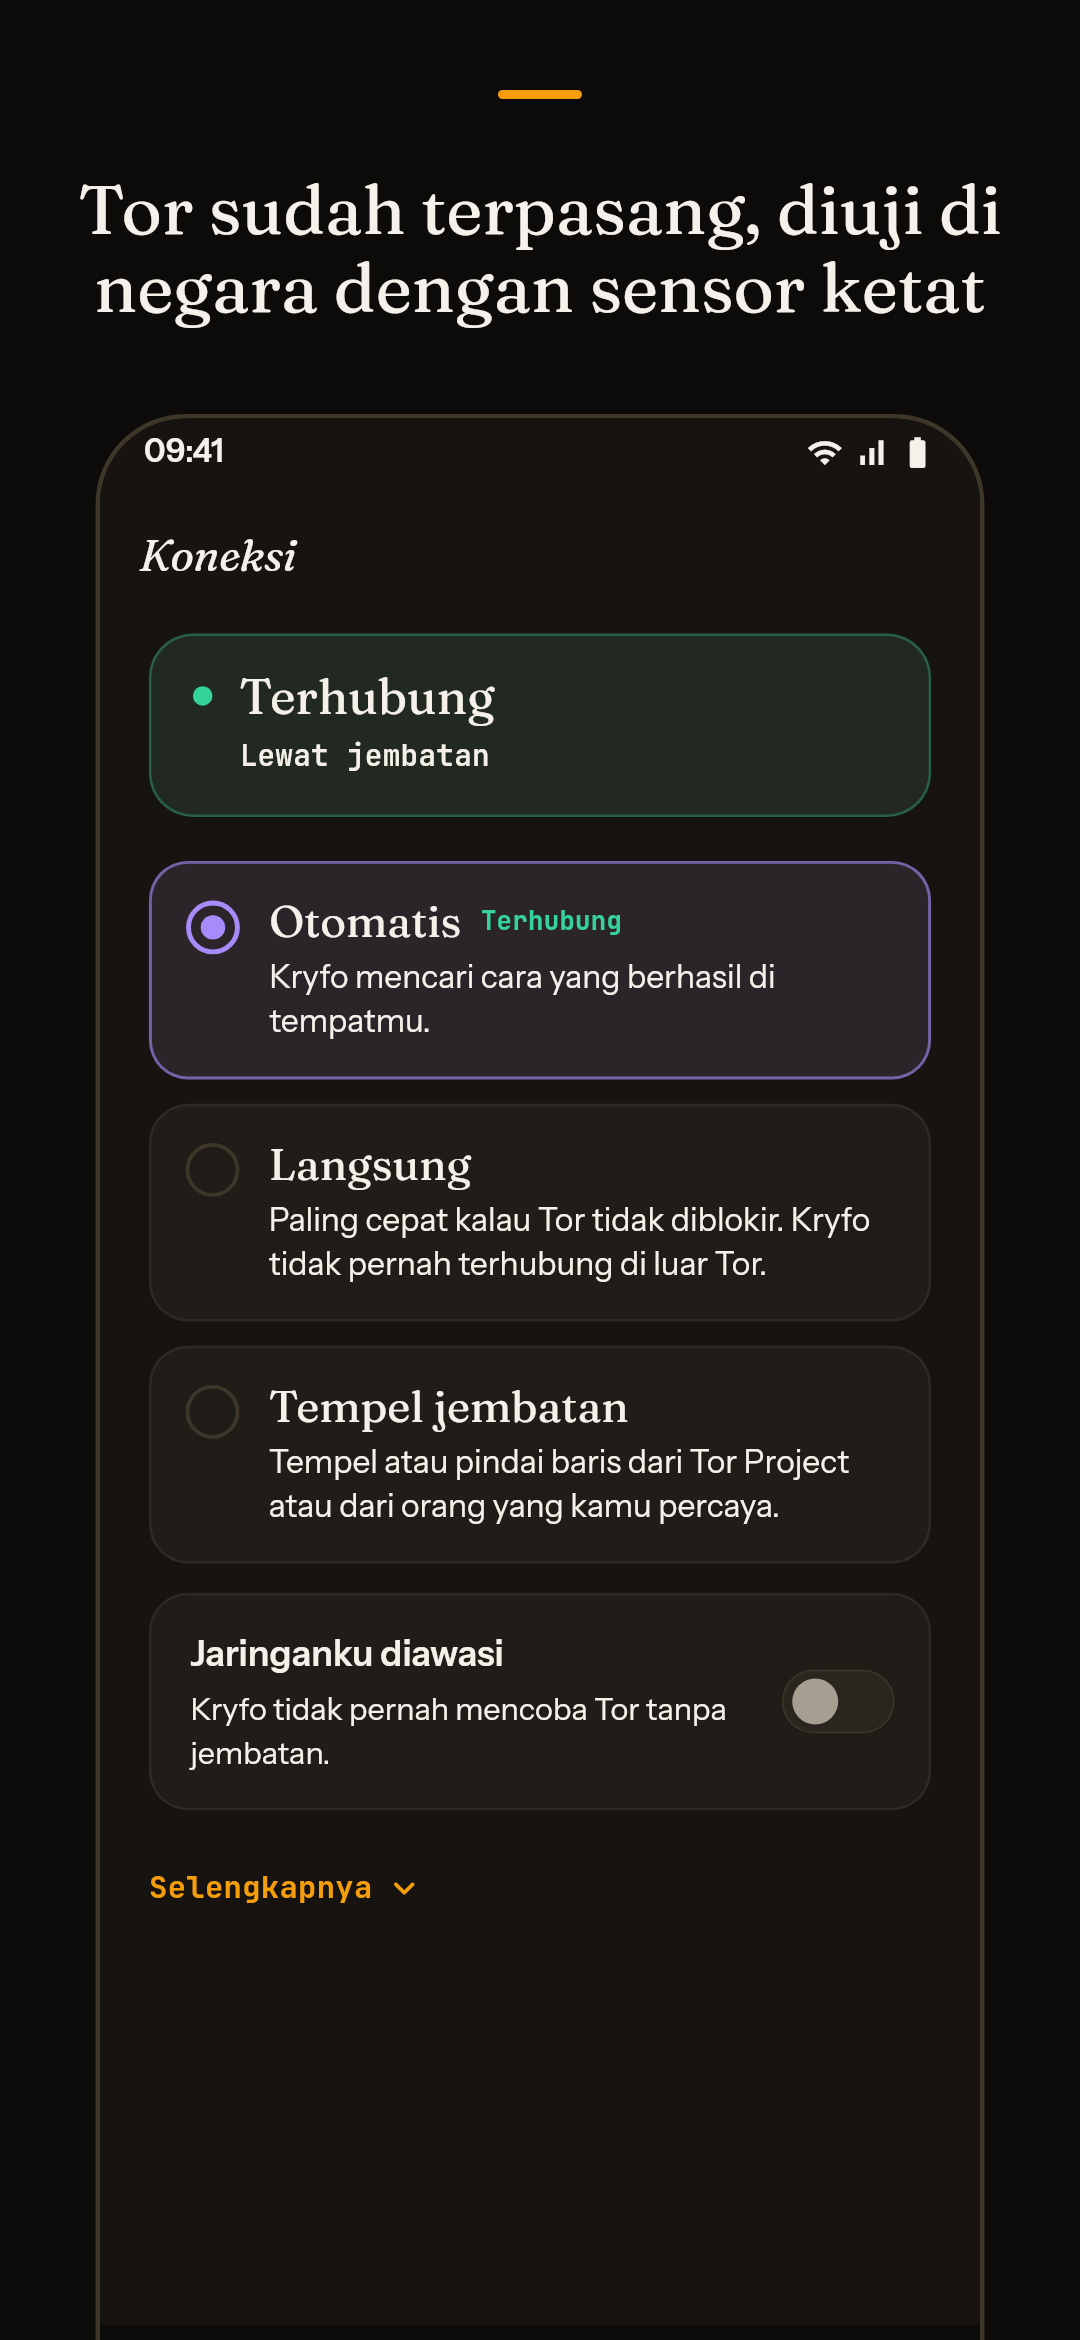 Tor sudah terpasang, diuji di
negara dengan sensor ketat
09:41
Koneksi
Terhubung
Lewat jembatan
Otomatis Terhubung
Kryfo mencari cara yang berhasil di
tempatmu.
Langsung
Paling cepat kalau Tor tidak diblokir. Kryfo
tidak pernah terhubung di luar Tor.
Tempel jembatan
Tempel atau pindai baris dari Tor Project
atau dari orang yang kamu percaya.
Jaringanku diawasi
Kryfo tidak pernah mencoba Tor tanpa
jembatan.
Selengkapnya